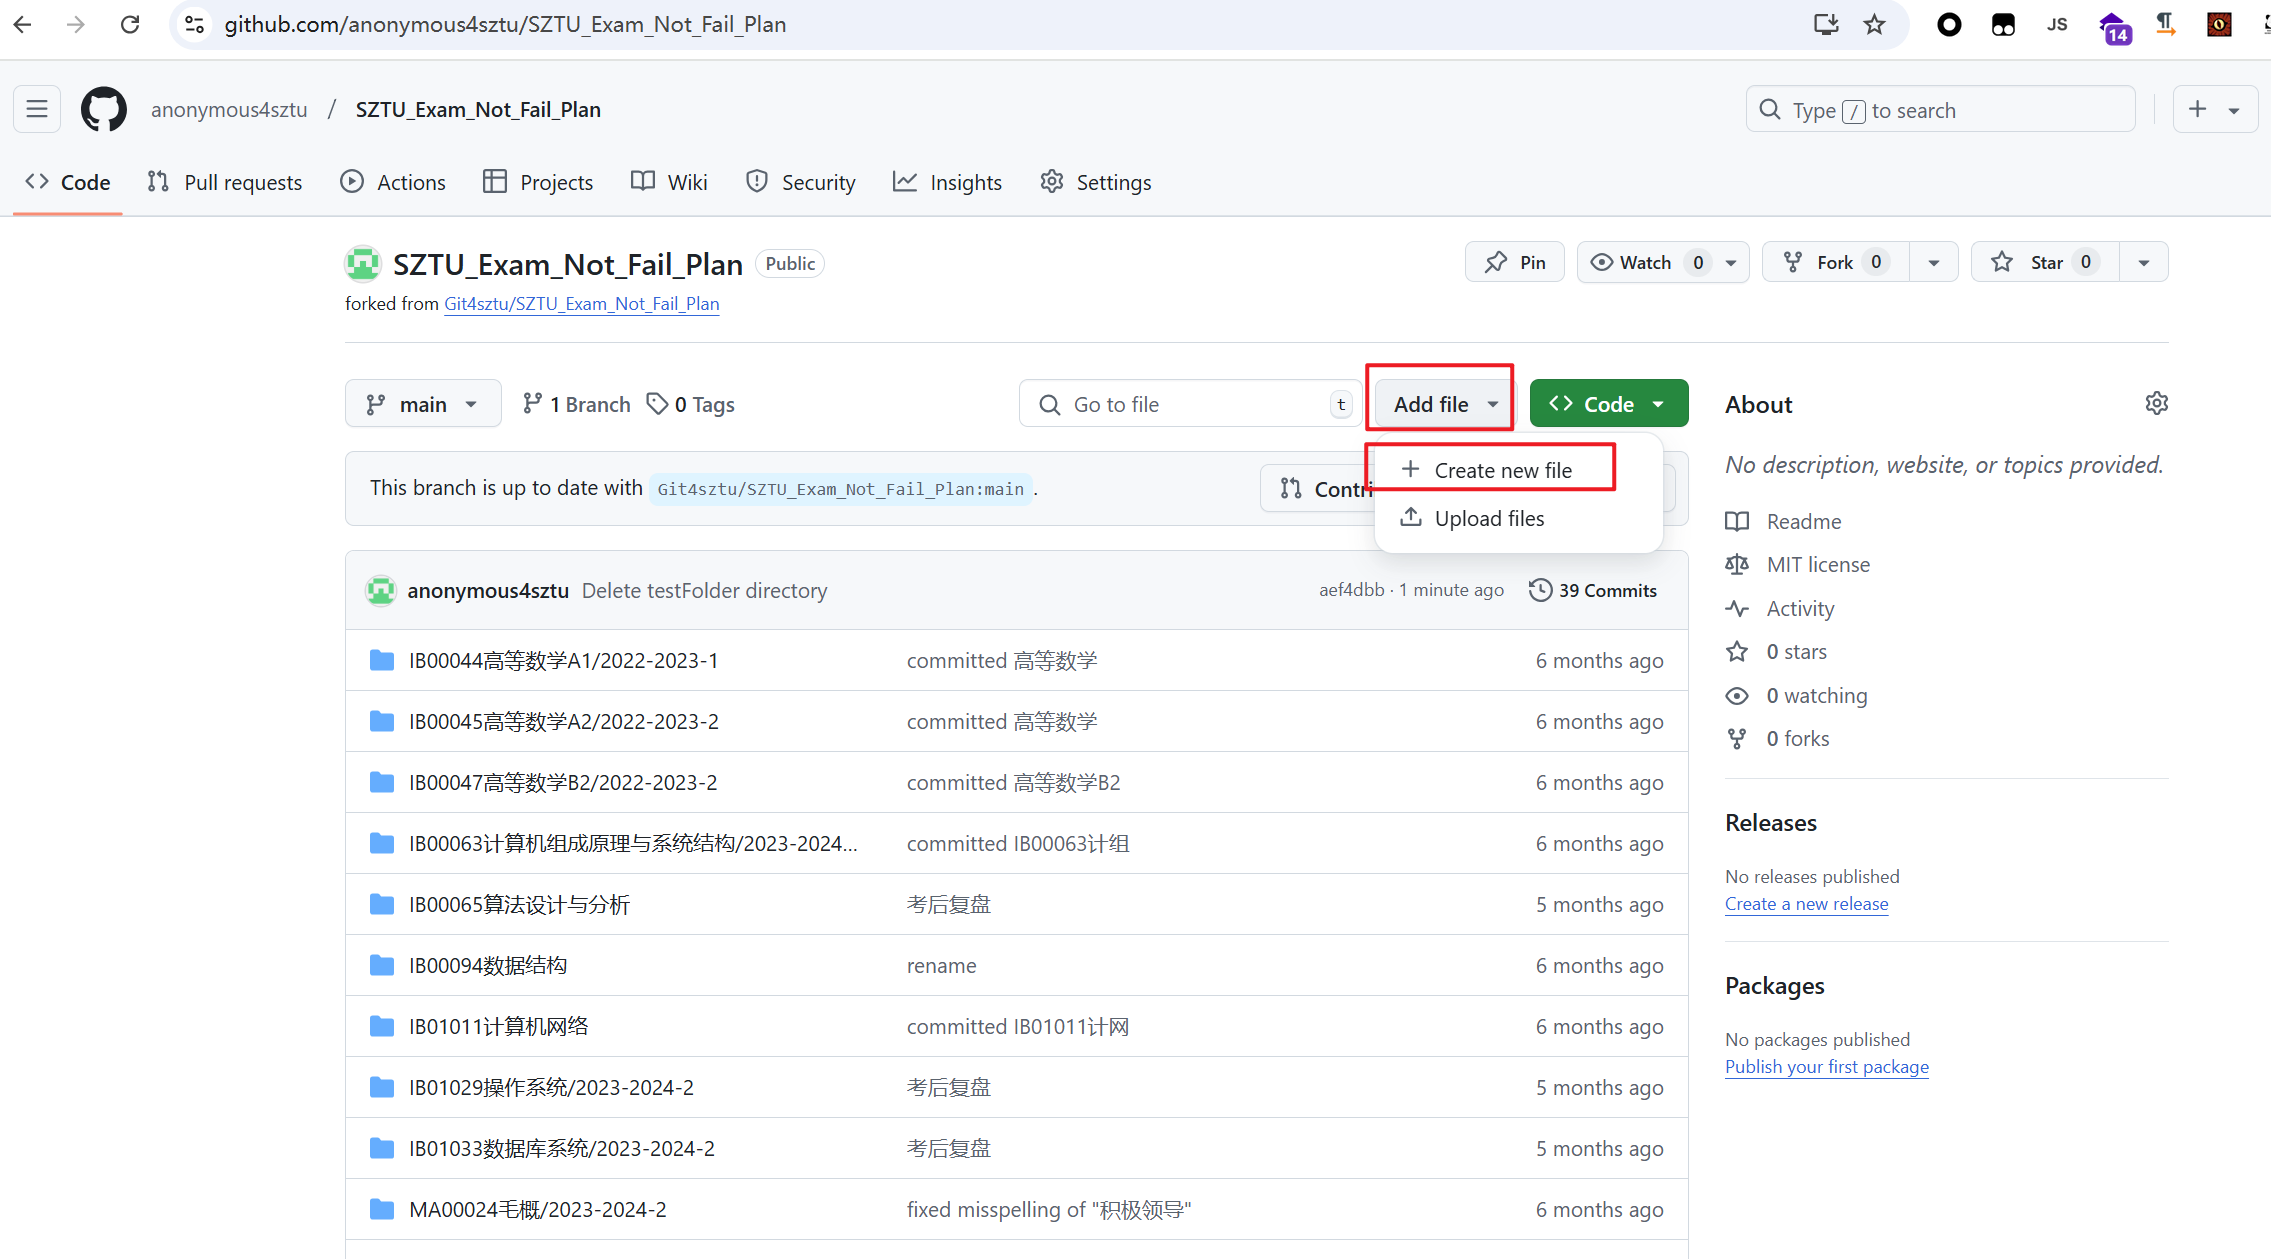 github.com/anonymous4sztu/SZTU_Exam_Not_Fail_Plan
JS
14
anonymous4sztu / SZTU_Exam_Not_Fail_Plan
Type / to search
Code
Pull requests
Actions
Projects
Wiki
Security
Insights
Settings
SZTU_Exam_Not_Fail_Plan Public
forked from Git4sztu/SZTU_Exam_Not_Fail_Plan
Pin
Watch 0
Fork 0
Star 0
main
1 Branch
0 Tags
Go to file t
Add file
Code
Create new file
Upload files
This branch is up to date with Git4sztu/SZTU_Exam_Not_Fail_Plan:main .
Contri
anonymous4sztu Delete testFolder directory aef4dbb · 1 minute ago 39 Commits
IB00044高等数学A1/2022-2023-1 committed 高等数学 6 months ago
IB00045高等数学A2/2022-2023-2 committed 高等数学 6 months ago
IB00047高等数学B2/2022-2023-2 committed 高等数学B2 6 months ago
IB00063计算机组成原理与系统结构/2023-2024... committed IB00063计组 6 months ago
IB00065算法设计与分析 考后复盘 5 months ago
IB00094数据结构 rename 6 months ago
IB01011计算机网络 committed IB01011计网 6 months ago
IB01029操作系统/2023-2024-2 考后复盘 5 months ago
IB01033数据库系统/2023-2024-2 考后复盘 5 months ago
MA00024毛概/2023-2024-2 fixed misspelling of "积极领导" 6 months ago
About
No description, website, or topics provided.
Readme
MIT license
Activity
0 stars
0 watching
0 forks
Releases
No releases published
Create a new release
Packages
No packages published
Publish your first package